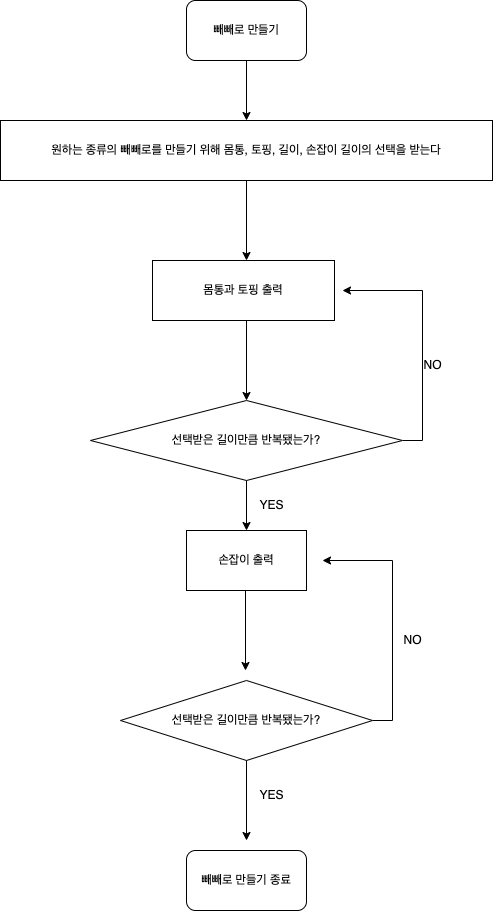 빼빼로 만들기
원하는 종류의 빼빼로를 만들기 위해 몸통, 토핑, 길이, 손잡이 길이의 선택을 받는다
몸통과 토핑 출력
NO
선택받은 길이만큼 반복됐는가?
YES
손잡이 출력
NO
선택받은 길이만큼 반복됐는가?
YES
빼빼로 만들기 종료